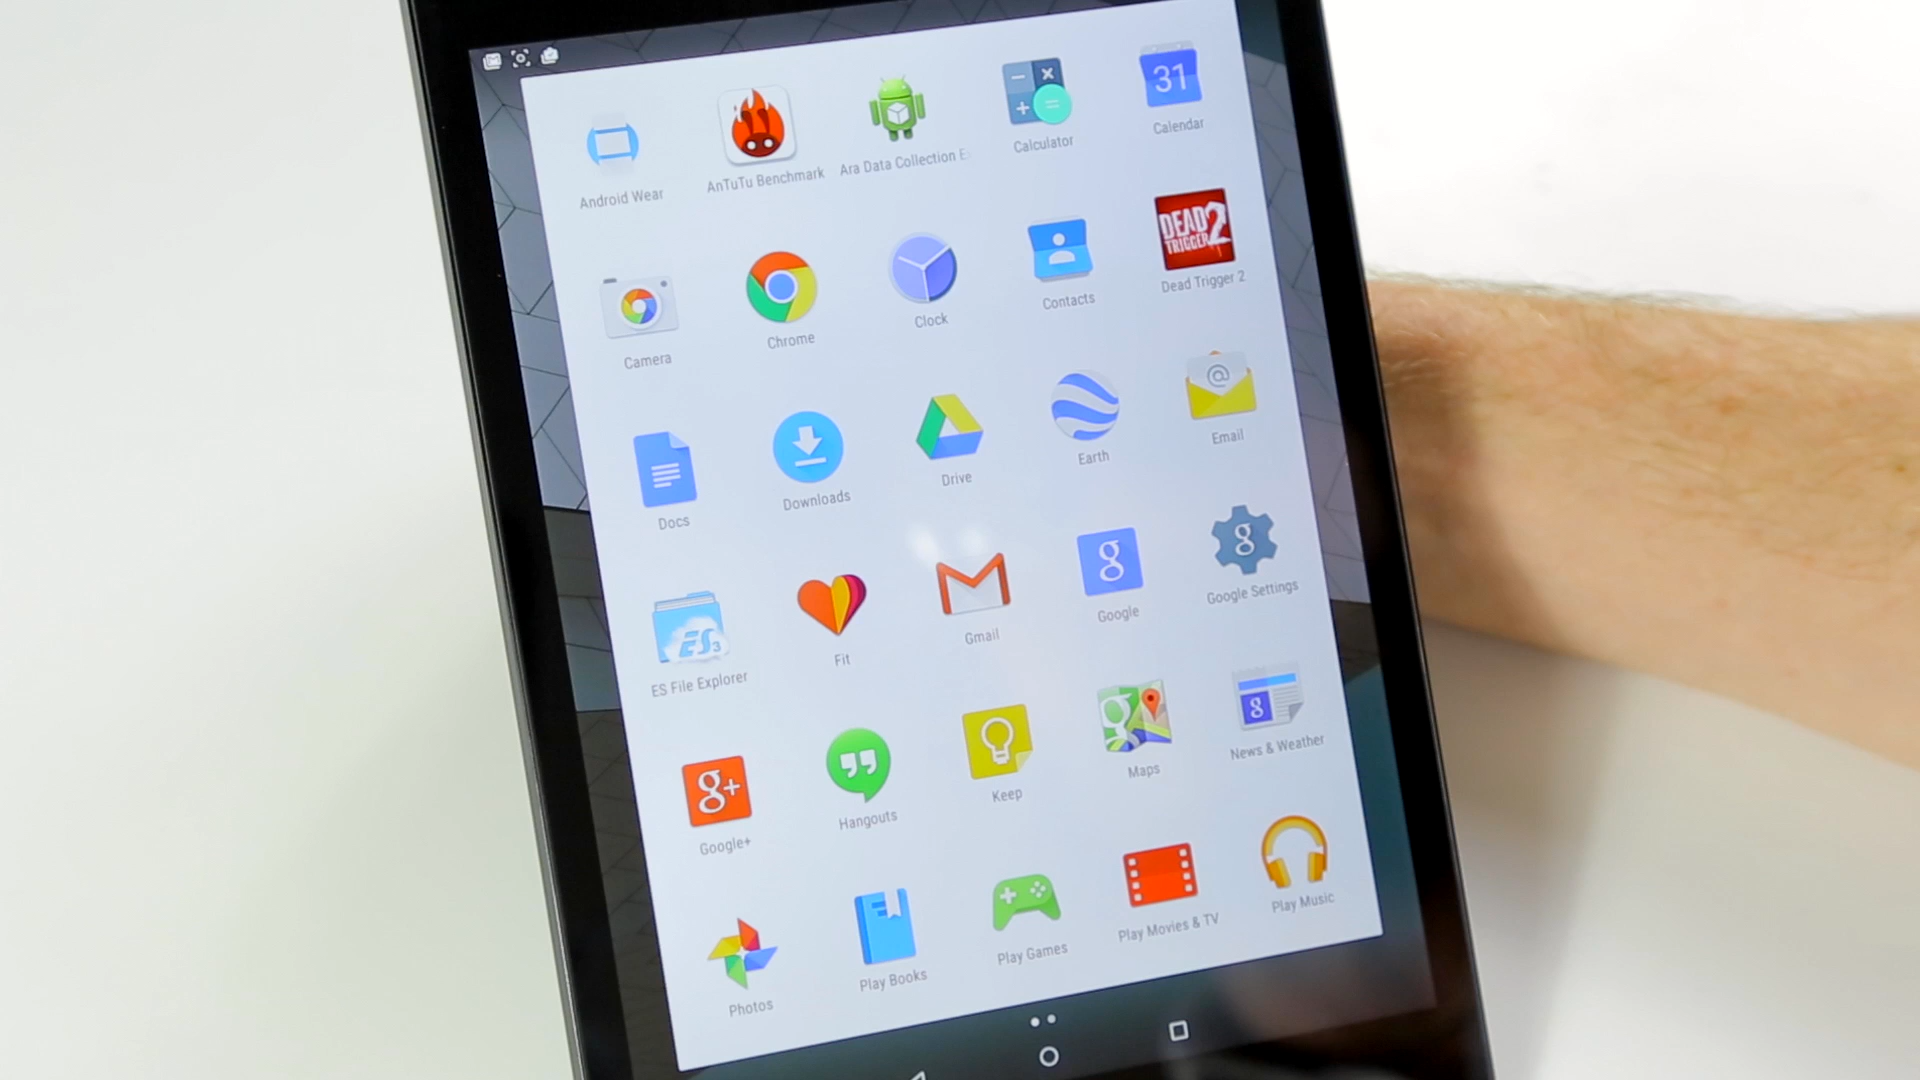 31
Android Wear
AnTuTu Benchmark
Ara Data Collection E
Calculator
Calendar
DEAD
TRIGGER 2
Camera
Chrome
Clock
Contacts
Dead Trigger 2
@
Docs
Downloads
Drive
Earth
Email
ES3
g
g
ES File Explorer
Fit
Gmail
Google
Google Settings
g+
g
g
Google+
Hangouts
Keep
Maps
News & Weather
Photos
Play Books
Play Games
Play Movies & TV
Play Music